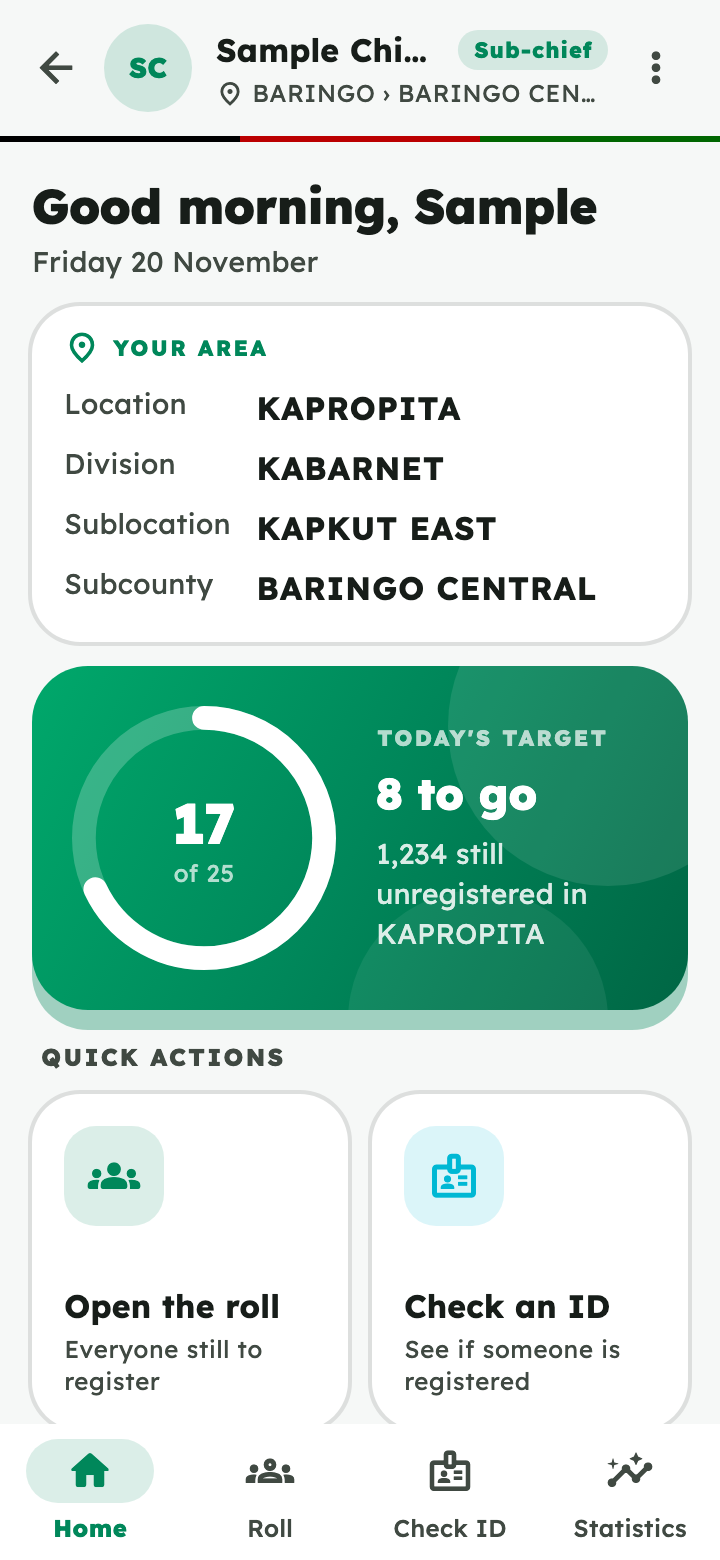 SC
Sample Chi...
Sub-chief
BARINGO › BARINGO CEN...
Good morning, Sample
Friday 20 November
YOUR AREA
Location KAPROPITA
Division KABARNET
Sublocation KAPKUT EAST
Subcounty BARINGO CENTRAL
17
of 25
TODAY'S TARGET
8 to go
1,234 still
unregistered in
KAPROPITA
QUICK ACTIONS
Open the roll
Everyone still to
register
Check an ID
See if someone is
registered
Home
Roll
Check ID
Statistics